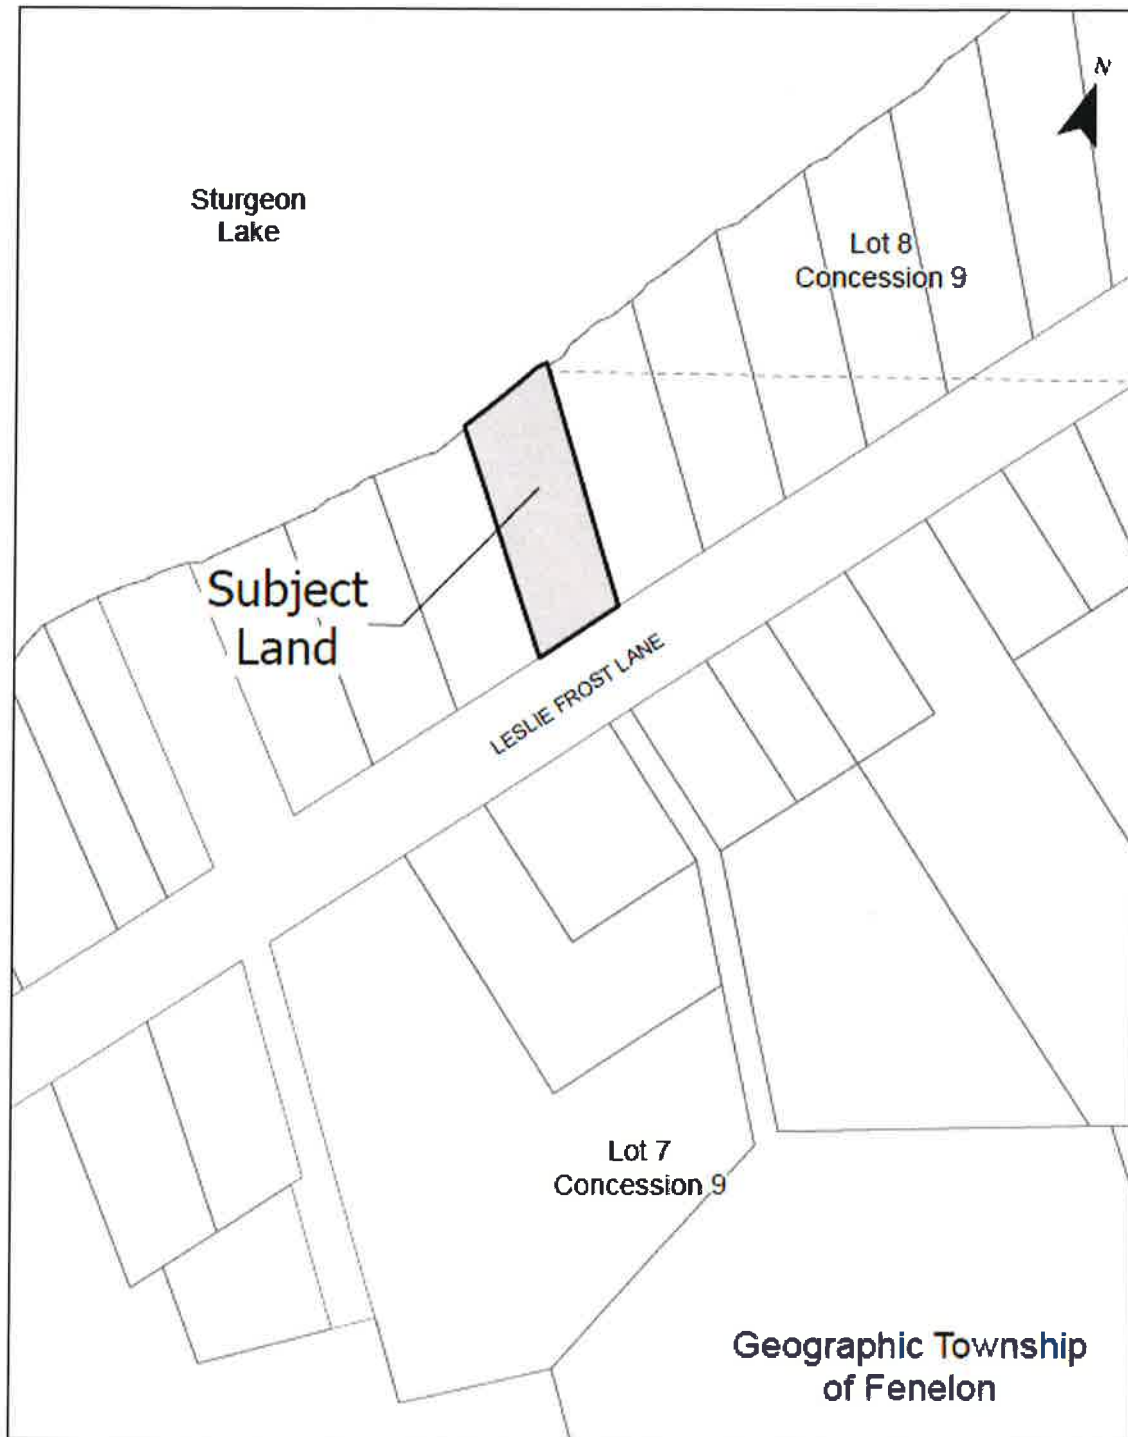 N
Sturgeon
Lake
Lot 8
Concession 9
Subject
Land
LESLIE FROST LANE
Lot 7
Concession 9
Geographic Township
of Fenelon